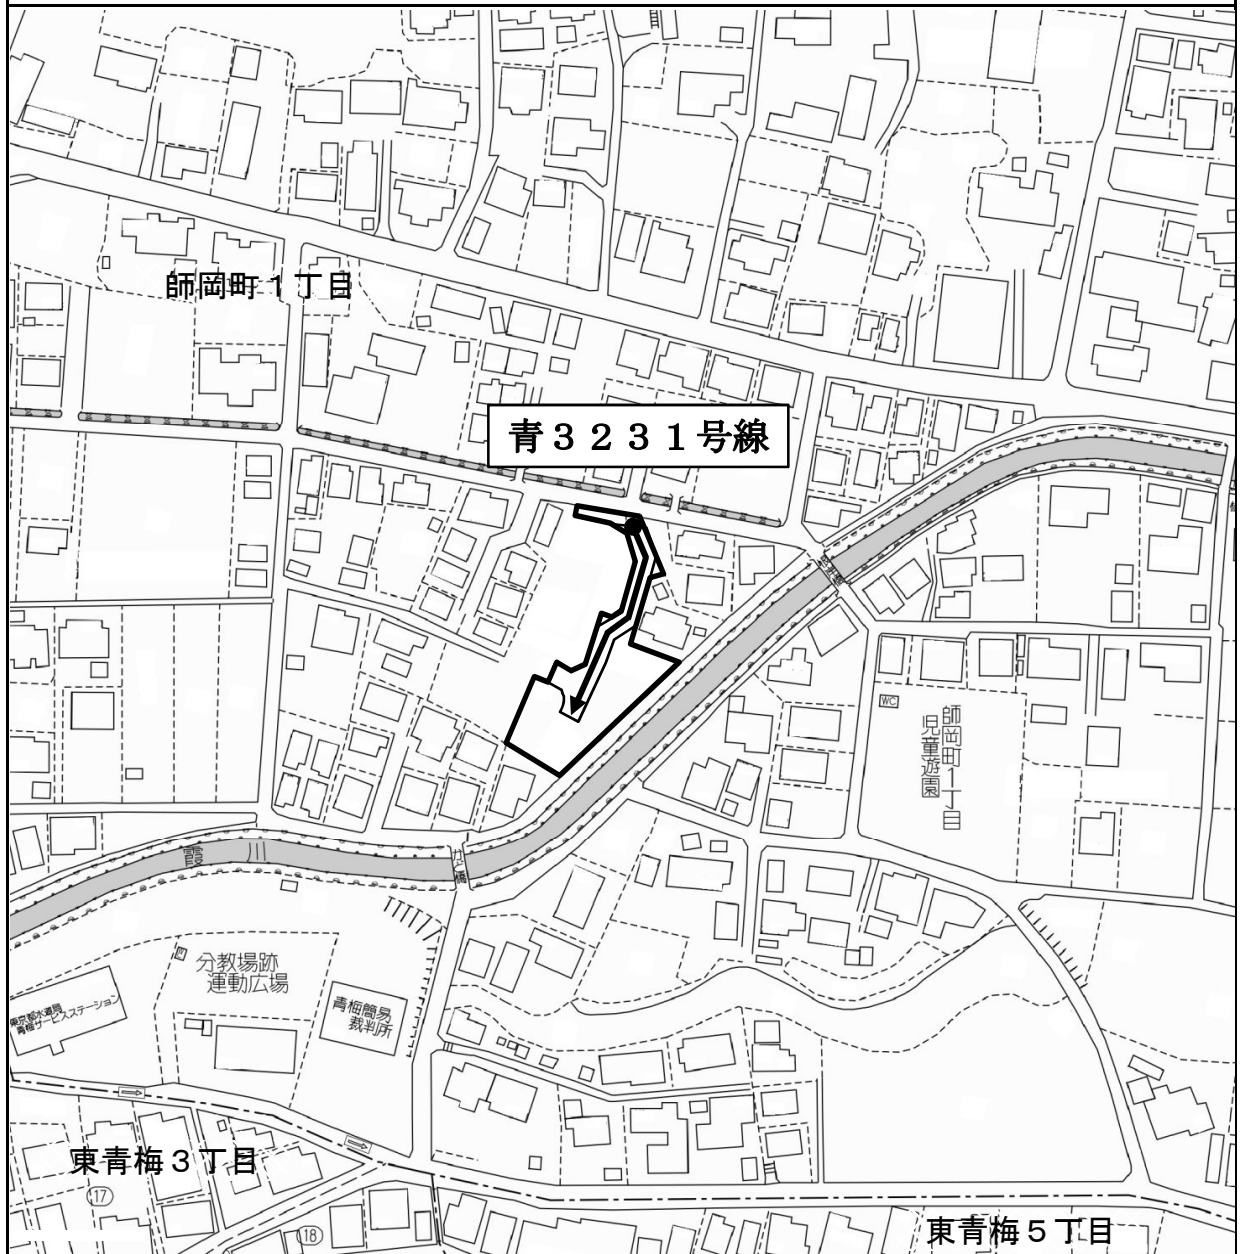 師岡町１丁目
青３２３１号線
WC
師岡町1丁目
児童遊園
霞
川
分教場跡
運動広場
東京都水道局
青梅サービスステーション
青梅簡易
裁判所
東青梅３丁目
17
18
東青梅５丁目